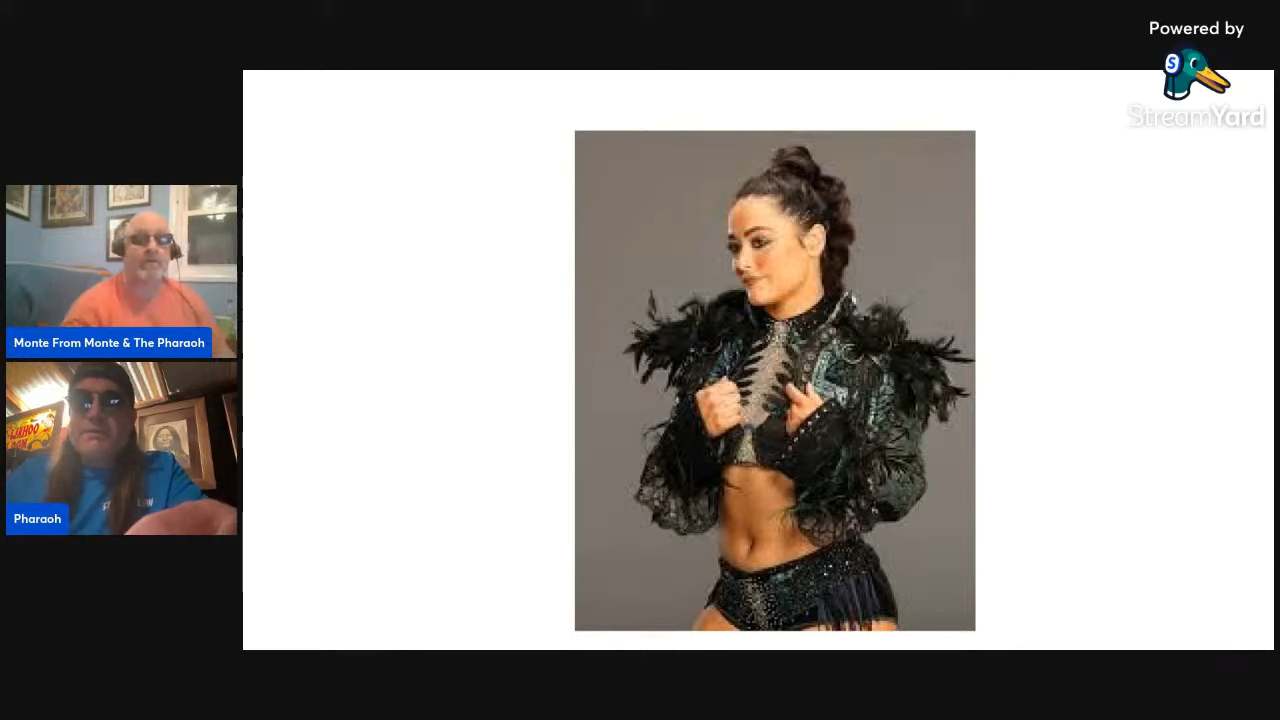 Powered by
S
StreamYard
Monte From Monte & The Pharaoh
Pharaoh